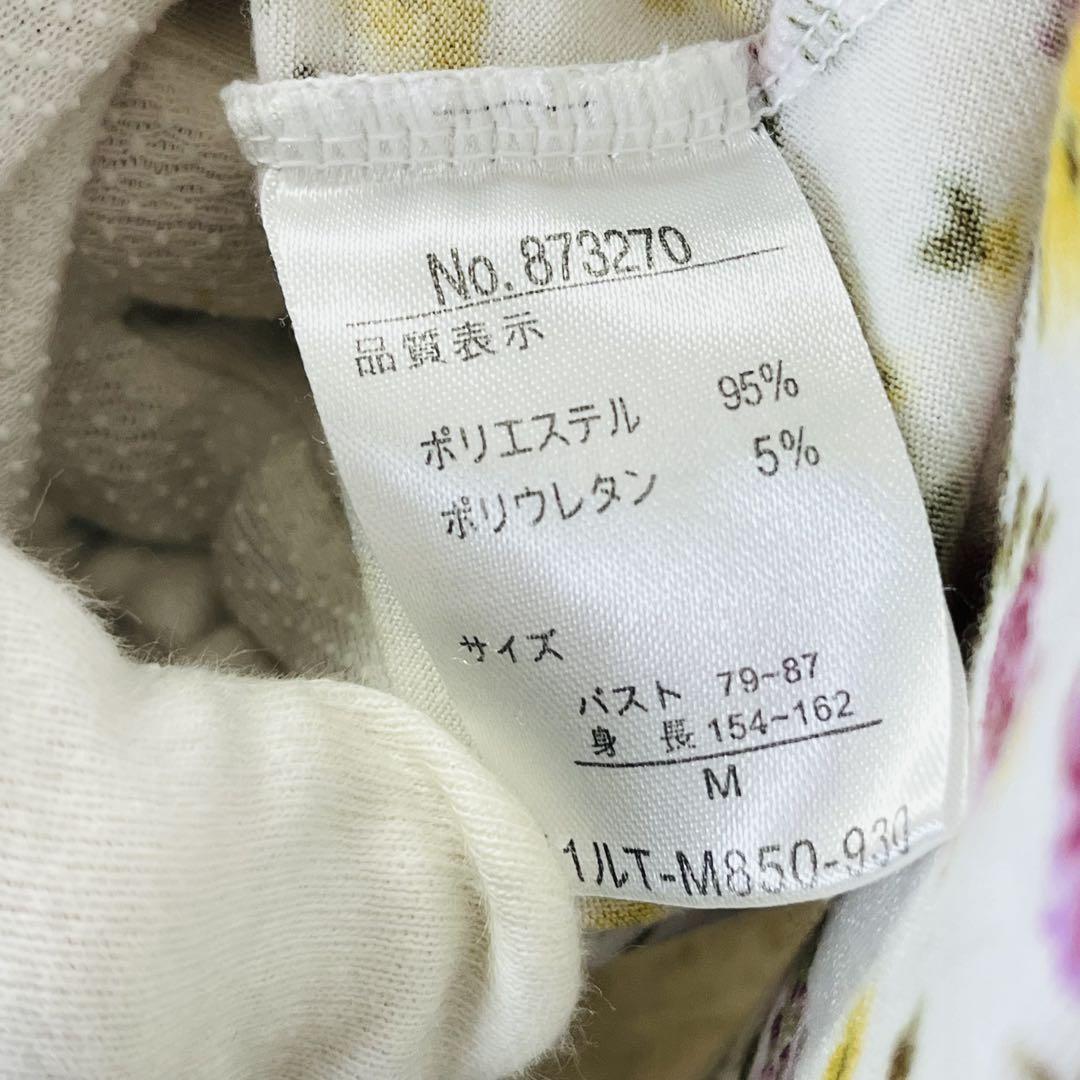 No.873270
品質表示
ポリエステル 95%
ポリウレタン 5%
サイズ
バスト 79-87
身 長 154-162
M
1ルT-M850-930